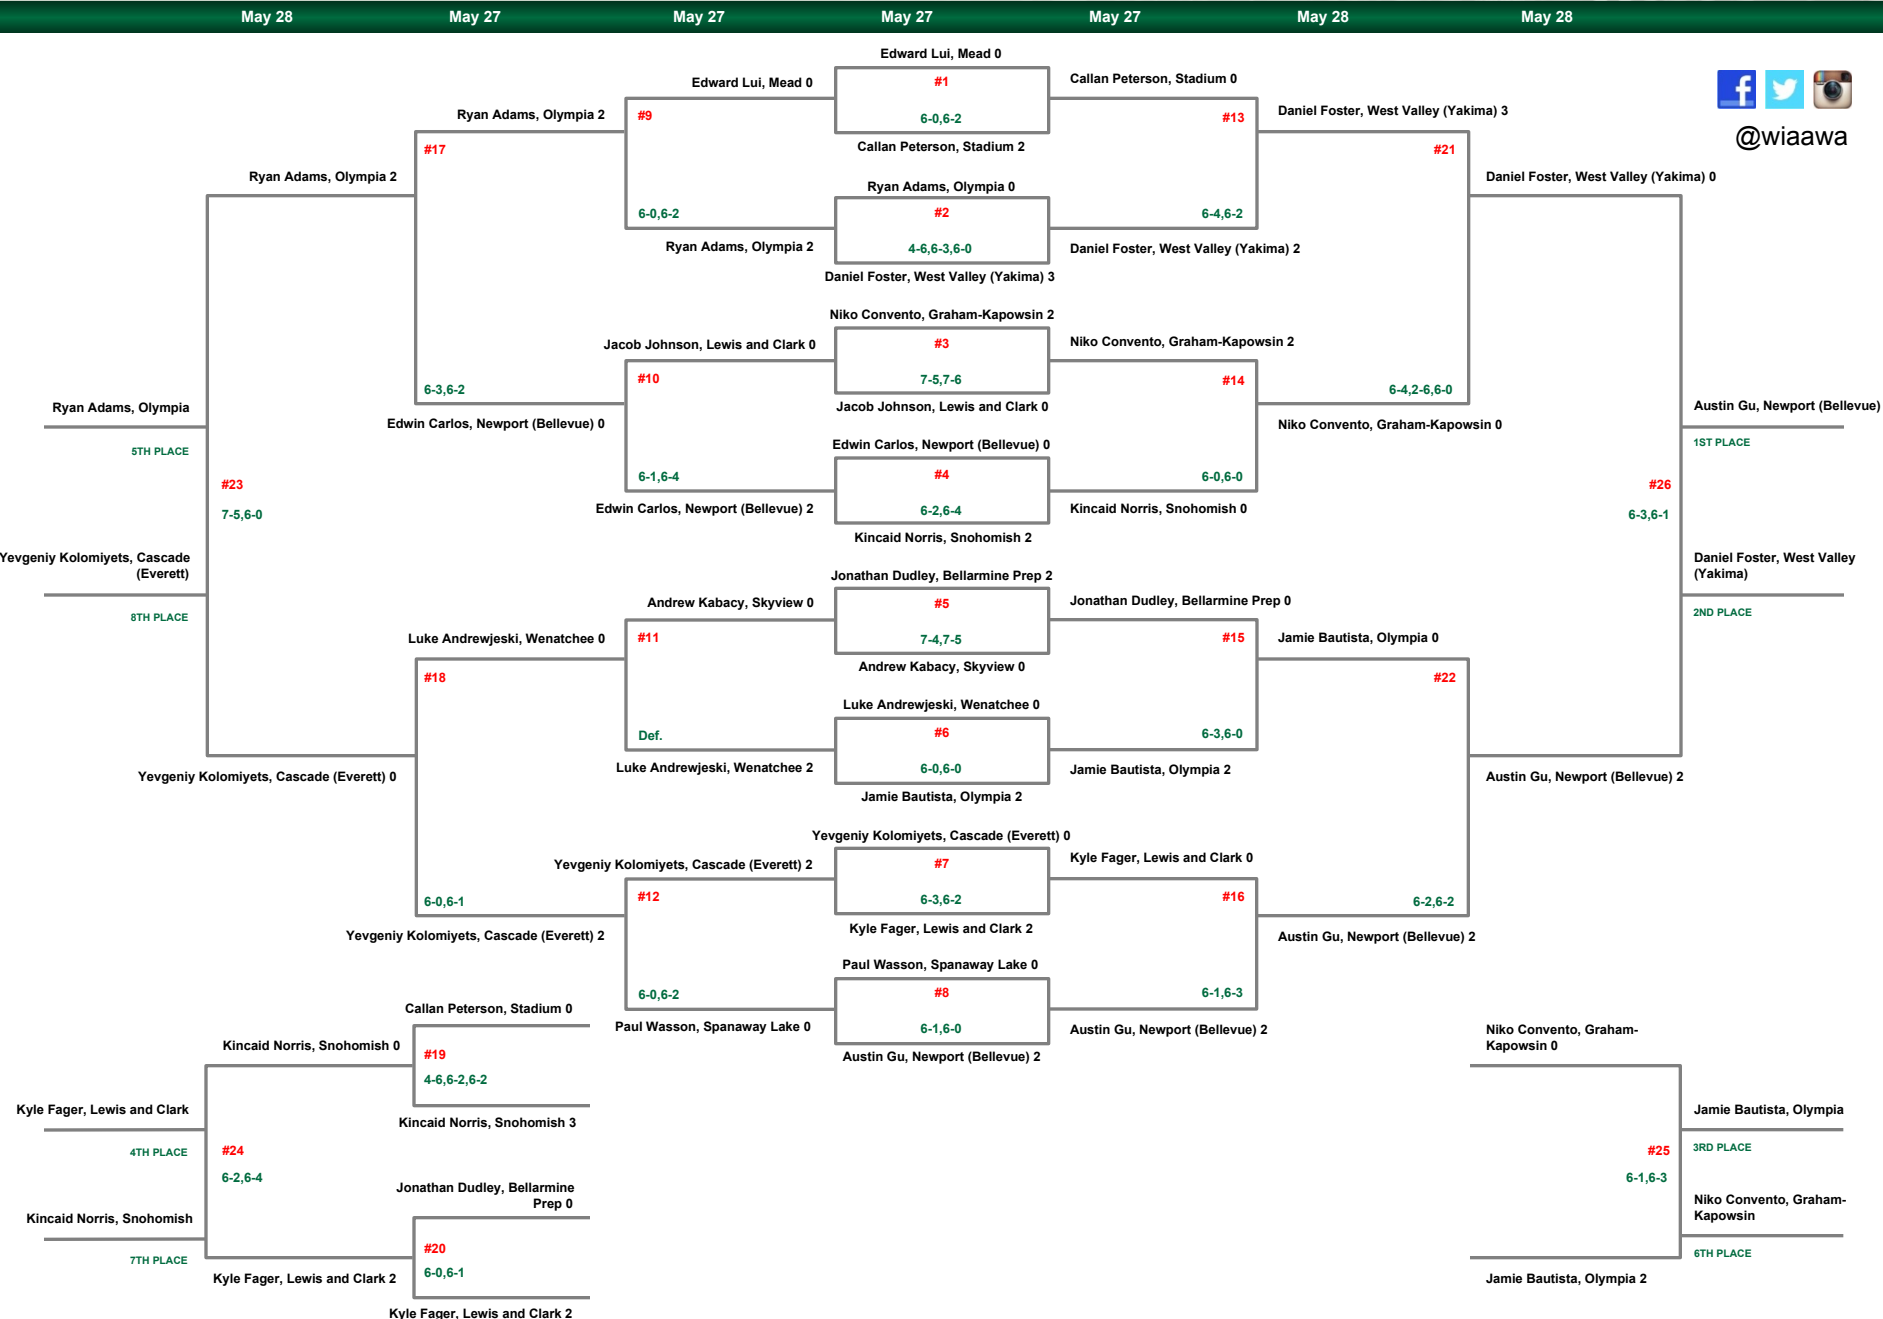 May 28
May 27
May 27
May 27
May 27
May 28
May 28
@wiaawa
Ryan Adams, Olympia
5TH PLACE
Yevgeniy Kolomiyets, Cascade
(Everett)
8TH PLACE
Kyle Fager, Lewis and Clark
4TH PLACE
Kincaid Norris, Snohomish
7TH PLACE
Ryan Adams, Olympia 2
#23
7-5,6-0
Yevgeniy Kolomiyets, Cascade (Everett) 0
Kincaid Norris, Snohomish 0
#24
6-2,6-4
Kyle Fager, Lewis and Clark 2
Ryan Adams, Olympia 2
#17
6-3,6-2
Edwin Carlos, Newport (Bellevue) 0
Luke Andrewjeski, Wenatchee 0
#18
6-0,6-1
Yevgeniy Kolomiyets, Cascade (Everett) 2
Callan Peterson, Stadium 0
#19
4-6,6-2,6-2
Kincaid Norris, Snohomish 3
Jonathan Dudley, Bellarmine
Prep 0
#20
6-0,6-1
Kyle Fager, Lewis and Clark 2
Edward Lui, Mead 0
#9
6-0,6-2
Ryan Adams, Olympia 2
Jacob Johnson, Lewis and Clark 0
#10
6-1,6-4
Edwin Carlos, Newport (Bellevue) 2
Andrew Kabacy, Skyview 0
#11
Def.
Luke Andrewjeski, Wenatchee 2
Yevgeniy Kolomiyets, Cascade (Everett) 2
#12
6-0,6-2
Paul Wasson, Spanaway Lake 0
Edward Lui, Mead 0
#1
6-0,6-2
Callan Peterson, Stadium 2
Ryan Adams, Olympia 0
#2
4-6,6-3,6-0
Daniel Foster, West Valley (Yakima) 3
Niko Convento, Graham-Kapowsin 2
#3
7-5,7-6
Jacob Johnson, Lewis and Clark 0
Edwin Carlos, Newport (Bellevue) 0
#4
6-2,6-4
Kincaid Norris, Snohomish 2
Jonathan Dudley, Bellarmine Prep 2
#5
7-4,7-5
Andrew Kabacy, Skyview 0
Luke Andrewjeski, Wenatchee 0
#6
6-0,6-0
Jamie Bautista, Olympia 2
Yevgeniy Kolomiyets, Cascade (Everett) 0
#7
6-3,6-2
Kyle Fager, Lewis and Clark 2
Paul Wasson, Spanaway Lake 0
#8
6-1,6-0
Austin Gu, Newport (Bellevue) 2
Callan Peterson, Stadium 0
#13
6-4,6-2
Daniel Foster, West Valley (Yakima) 2
Niko Convento, Graham-Kapowsin 2
#14
6-0,6-0
Kincaid Norris, Snohomish 0
Jonathan Dudley, Bellarmine Prep 0
#15
6-3,6-0
Jamie Bautista, Olympia 2
Kyle Fager, Lewis and Clark 0
#16
6-1,6-3
Austin Gu, Newport (Bellevue) 2
Daniel Foster, West Valley (Yakima) 3
#21
6-4,2-6,6-0
Niko Convento, Graham-Kapowsin 0
Jamie Bautista, Olympia 0
#22
6-2,6-2
Austin Gu, Newport (Bellevue) 2
Daniel Foster, West Valley (Yakima) 0
#26
6-3,6-1
Austin Gu, Newport (Bellevue) 2
Niko Convento, Graham-
Kapowsin 0
#25
6-1,6-3
Jamie Bautista, Olympia 2
Austin Gu, Newport (Bellevue)
1ST PLACE
Daniel Foster, West Valley
(Yakima)
2ND PLACE
Jamie Bautista, Olympia
3RD PLACE
Niko Convento, Graham-
Kapowsin
6TH PLACE